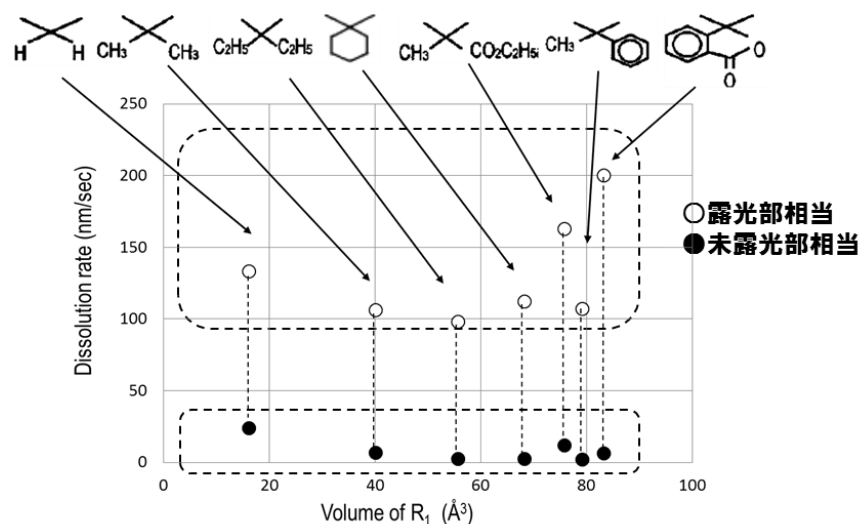 H H CH₃ CH₃ C₂H₅ C₂H₅ CH₃ CO₂C₂H₅ CH₃ O
O
250
200
150
100
50
0
0 20 40 60 80 100
Dissolution rate (nm/sec)
Volume of R₁ (Å³)
○露光部相当
●未露光部相当